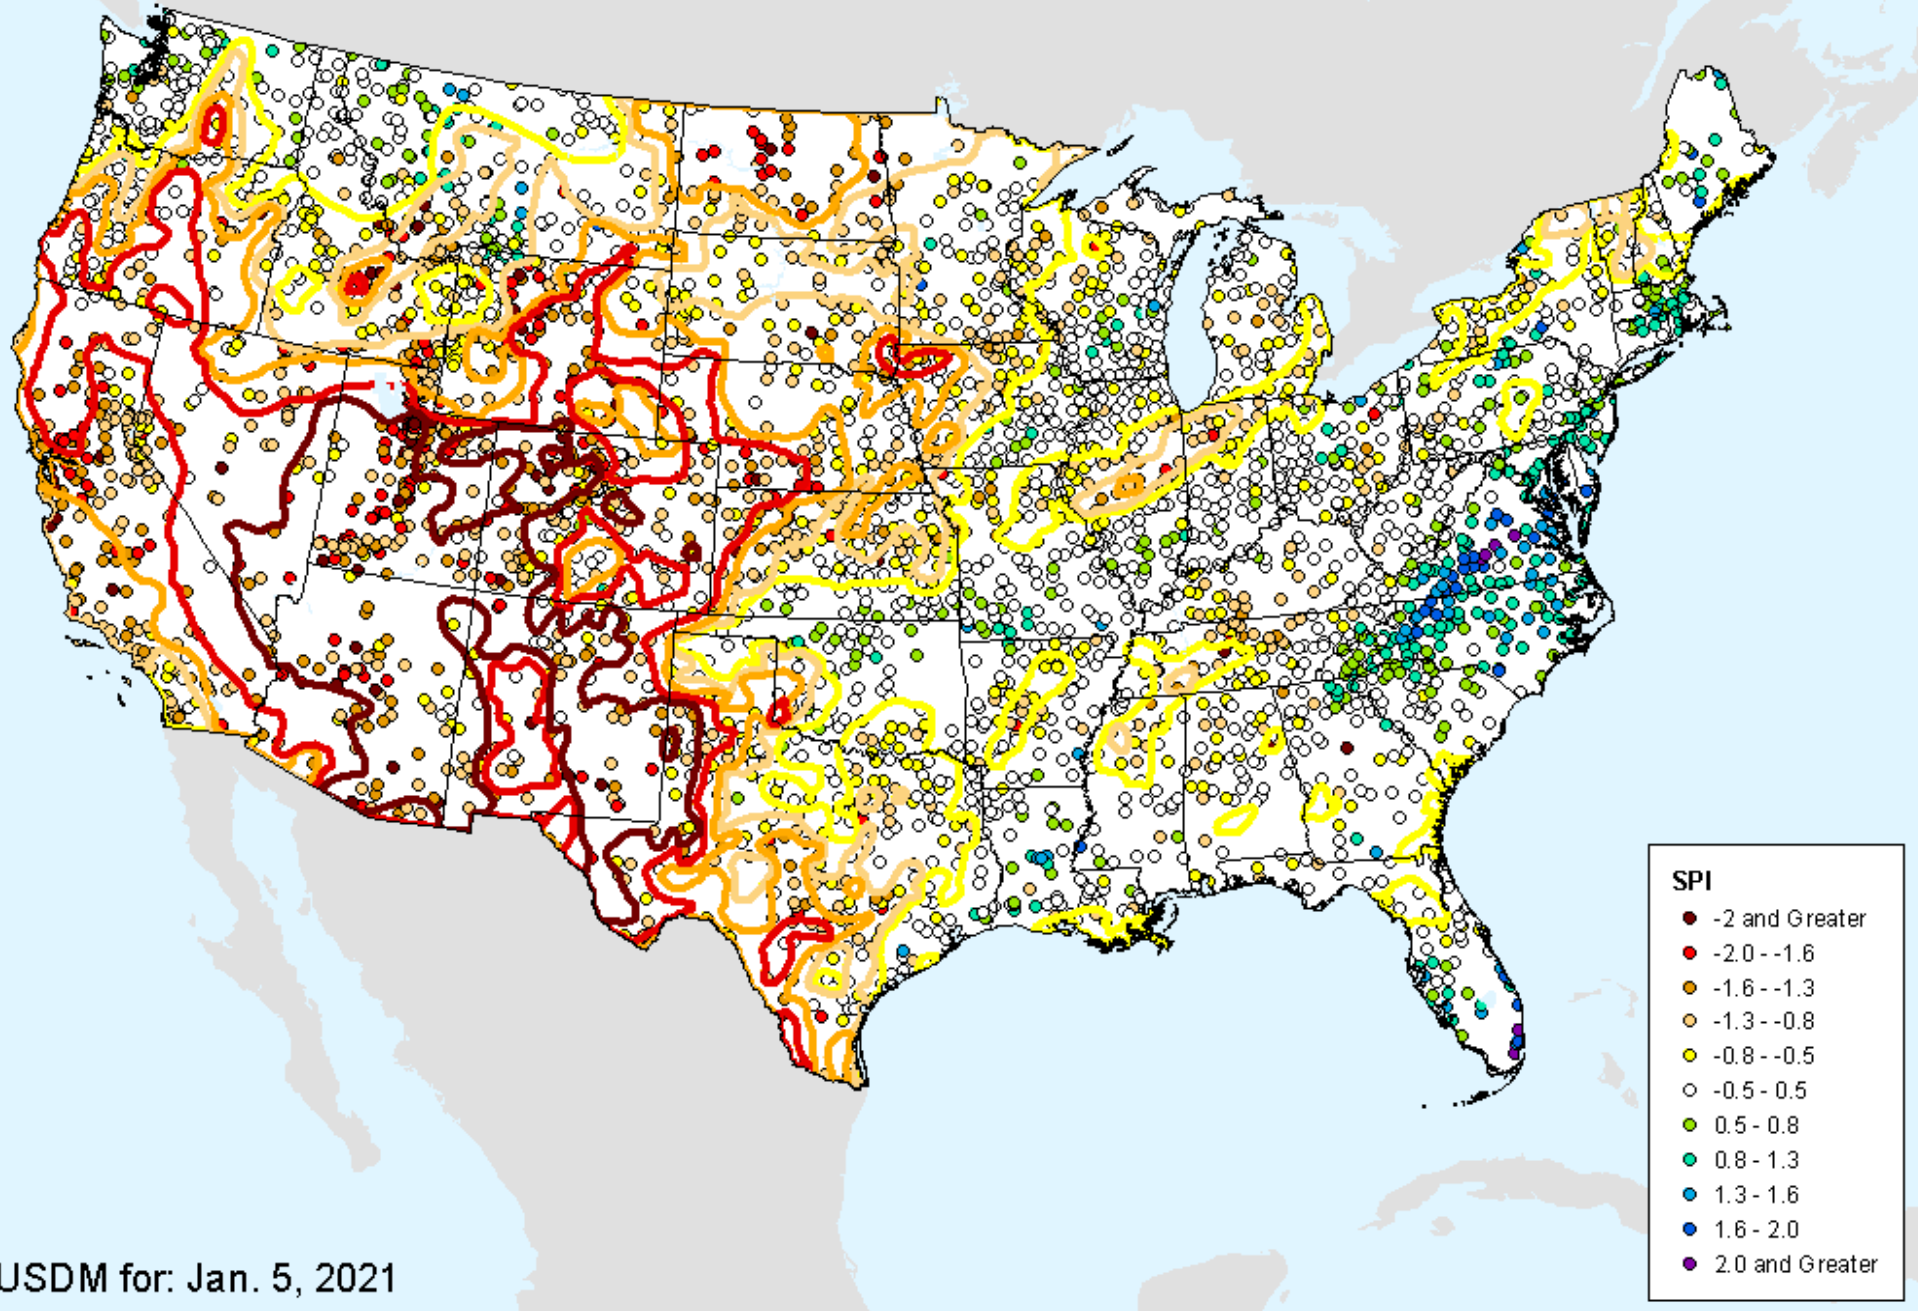 SPI
-2 and Greater
-2.0 - -1.6
-1.6 - -1.3
-1.3 - -0.8
-0.8 - -0.5
-0.5 - 0.5
0.5 - 0.8
0.8 - 1.3
1.3 - 1.6
1.6 - 2.0
2.0 and Greater
USDM for: Jan. 5, 2021